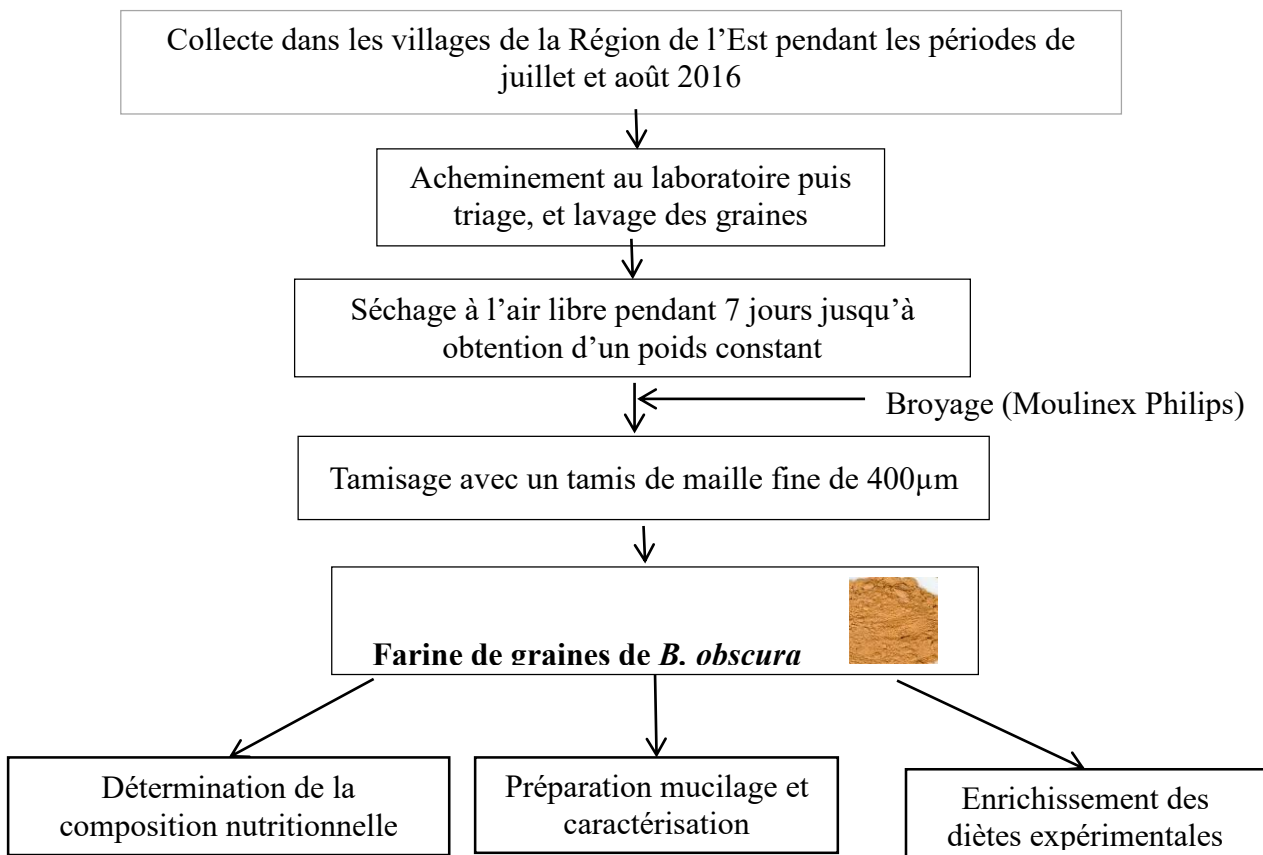 Collecte dans les villages de la Région de l’Est pendant les périodes de
juillet et août 2016
Acheminement au laboratoire puis
triage, et lavage des graines
Séchage à l’air libre pendant 7 jours jusqu’à
obtention d’un poids constant
Broyage (Moulinex Philips)
Tamisage avec un tamis de maille fine de 400µm
Farine de graines de B. obscura
Détermination de la
composition nutritionnelle
Préparation mucilage et
caractérisation
Enrichissement des
diètes expérimentales